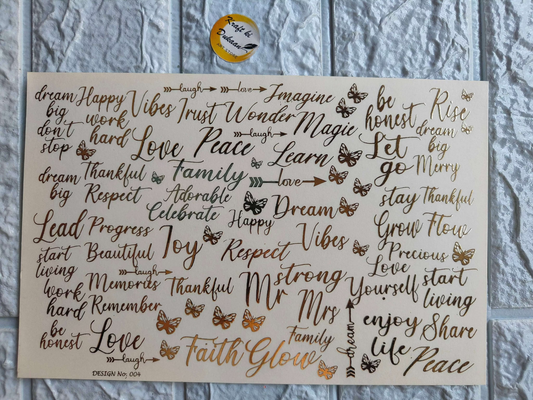 Kraft bi
Dukaan
laugh love Imagine
dream big don't stop
Happy Vibes Trust Wonder
be honest
Rise
work hard
Love Peace
laugh
Magic
dream big
Let go
Merry
Thankful
Family
Learn
love
dream big
Respect
Adorable
Celebrate
Happy
Dream
stay Thankful
Lead Progress
Joy
Respect
Vibes
Grow Flow
Precious
start living
Beautiful
laugh
Memories
Thankful
Mr
strong
Mrs
Love Yourself
start living
work hard
Remember
be honest
Love
laugh
Faith Glow
Family
dream
enjoy life
Share
Peace
DESIGN No; 004